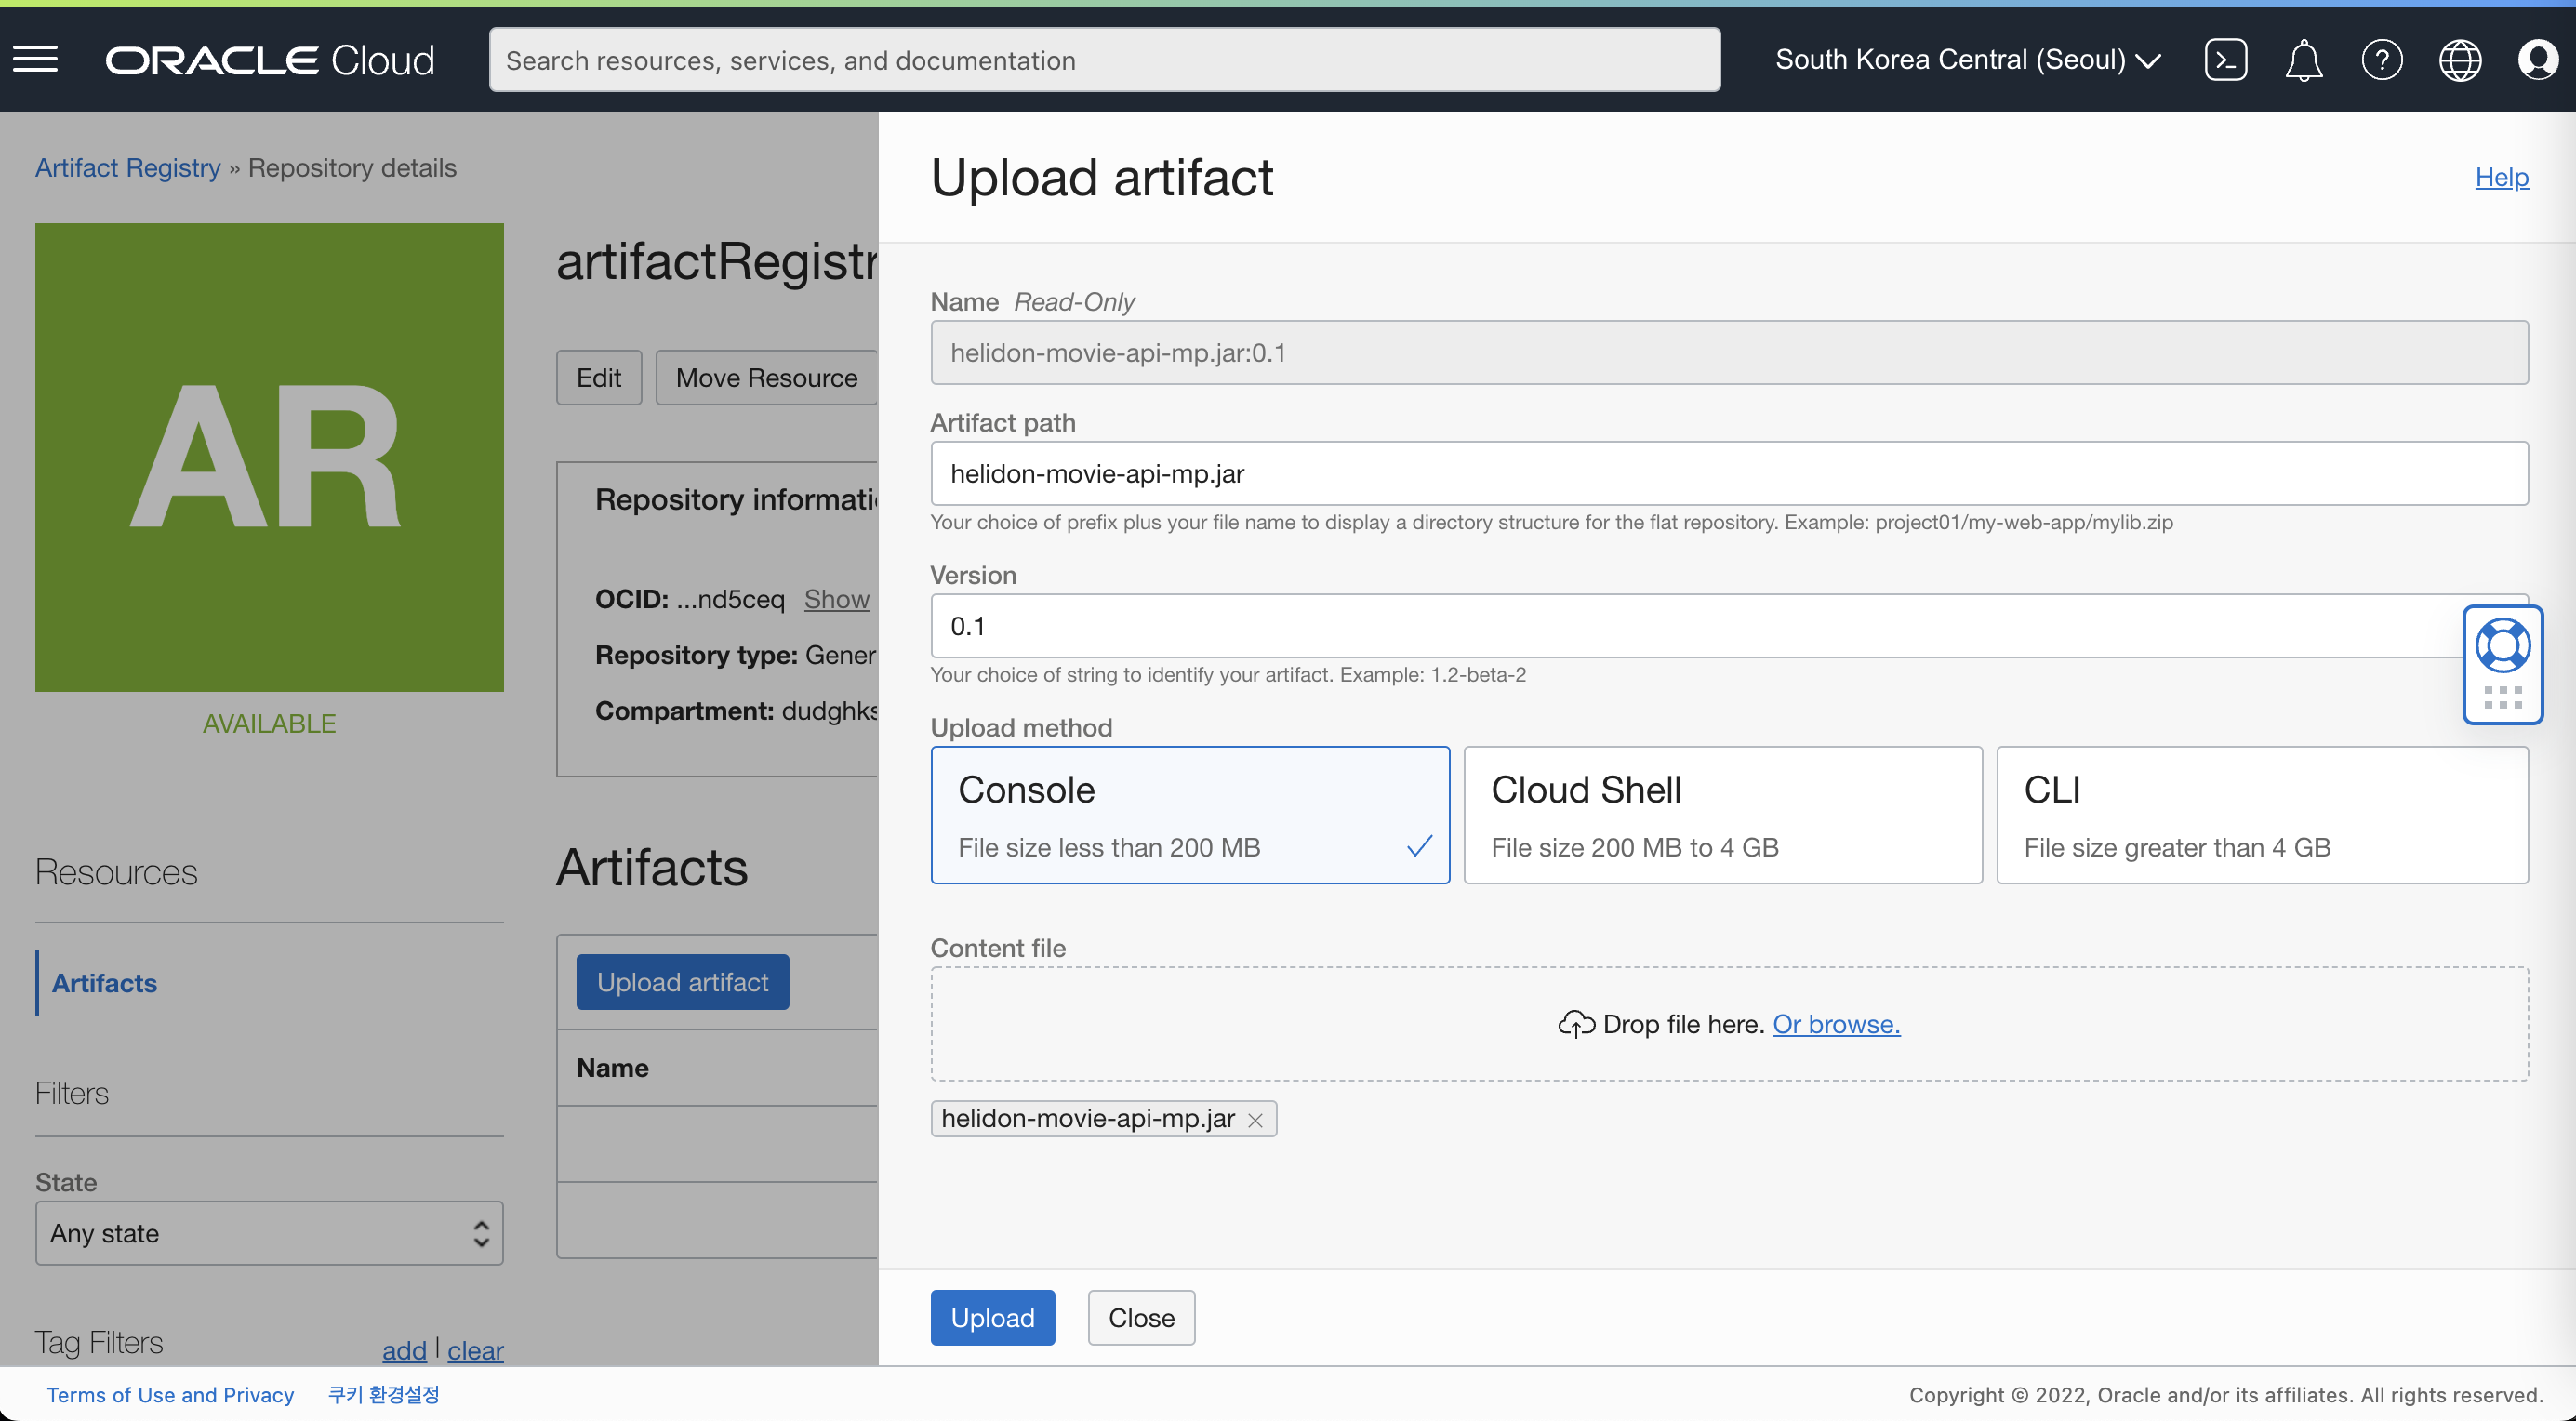 ORACLE Cloud
Search resources, services, and documentation
South Korea Central (Seoul)
Artifact Registry » Repository details
AR
AVAILABLE
Resources
Artifacts
Filters
State
Any state
Tag Filters
add | clear
artifactRegistr
Edit
Move Resource
Repository informati
OCID: ...nd5ceq Show
Repository type: Gener
Compartment: dudghks
Artifacts
Upload artifact
Name
Upload artifact
Help
Name Read-Only
helidon-movie-api-mp.jar:0.1
Artifact path
helidon-movie-api-mp.jar
Your choice of prefix plus your file name to display a directory structure for the flat repository. Example: project01/my-web-app/mylib.zip
Version
0.1
Your choice of string to identify your artifact. Example: 1.2-beta-2
Upload method
Console
File size less than 200 MB
Cloud Shell
File size 200 MB to 4 GB
CLI
File size greater than 4 GB
Content file
Drop file here. Or browse.
helidon-movie-api-mp.jar
Upload
Close
Terms of Use and Privacy
쿠키 환경설정
Copyright © 2022, Oracle and/or its affiliates. All rights reserved.